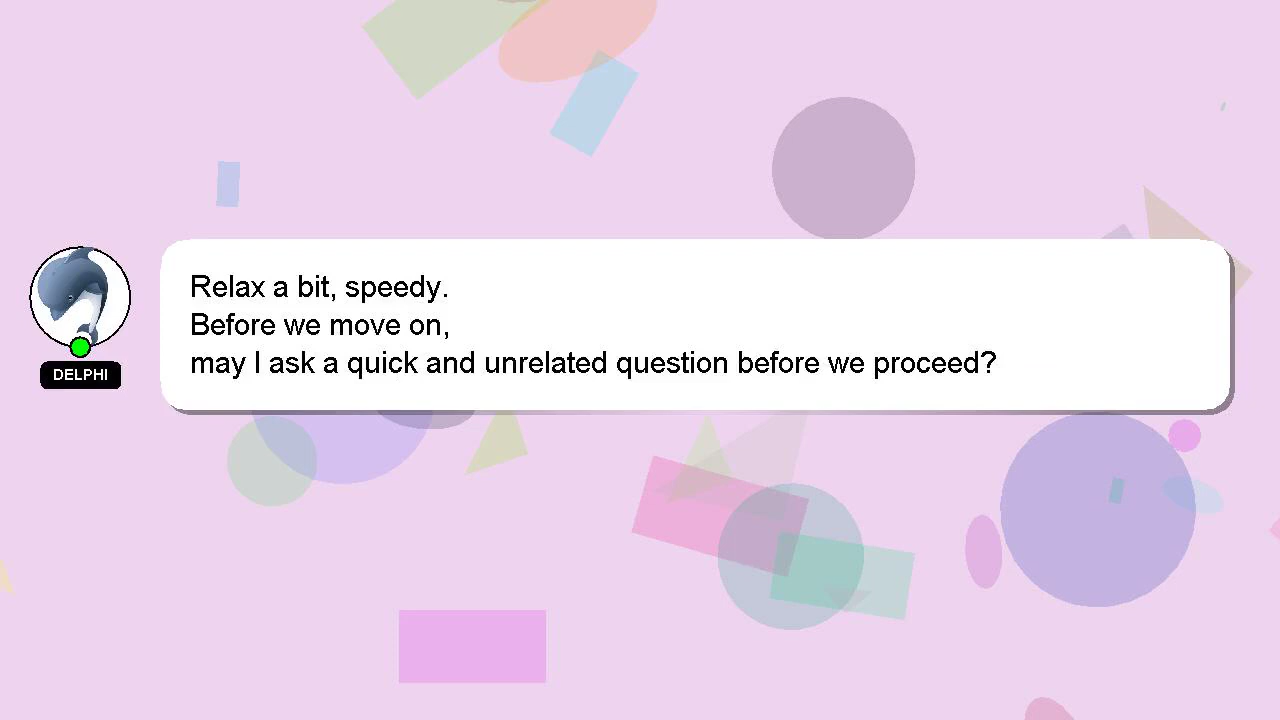 Relax a bit, speedy.
Before we move on,
may I ask a quick and unrelated question before we proceed?
DELPHI